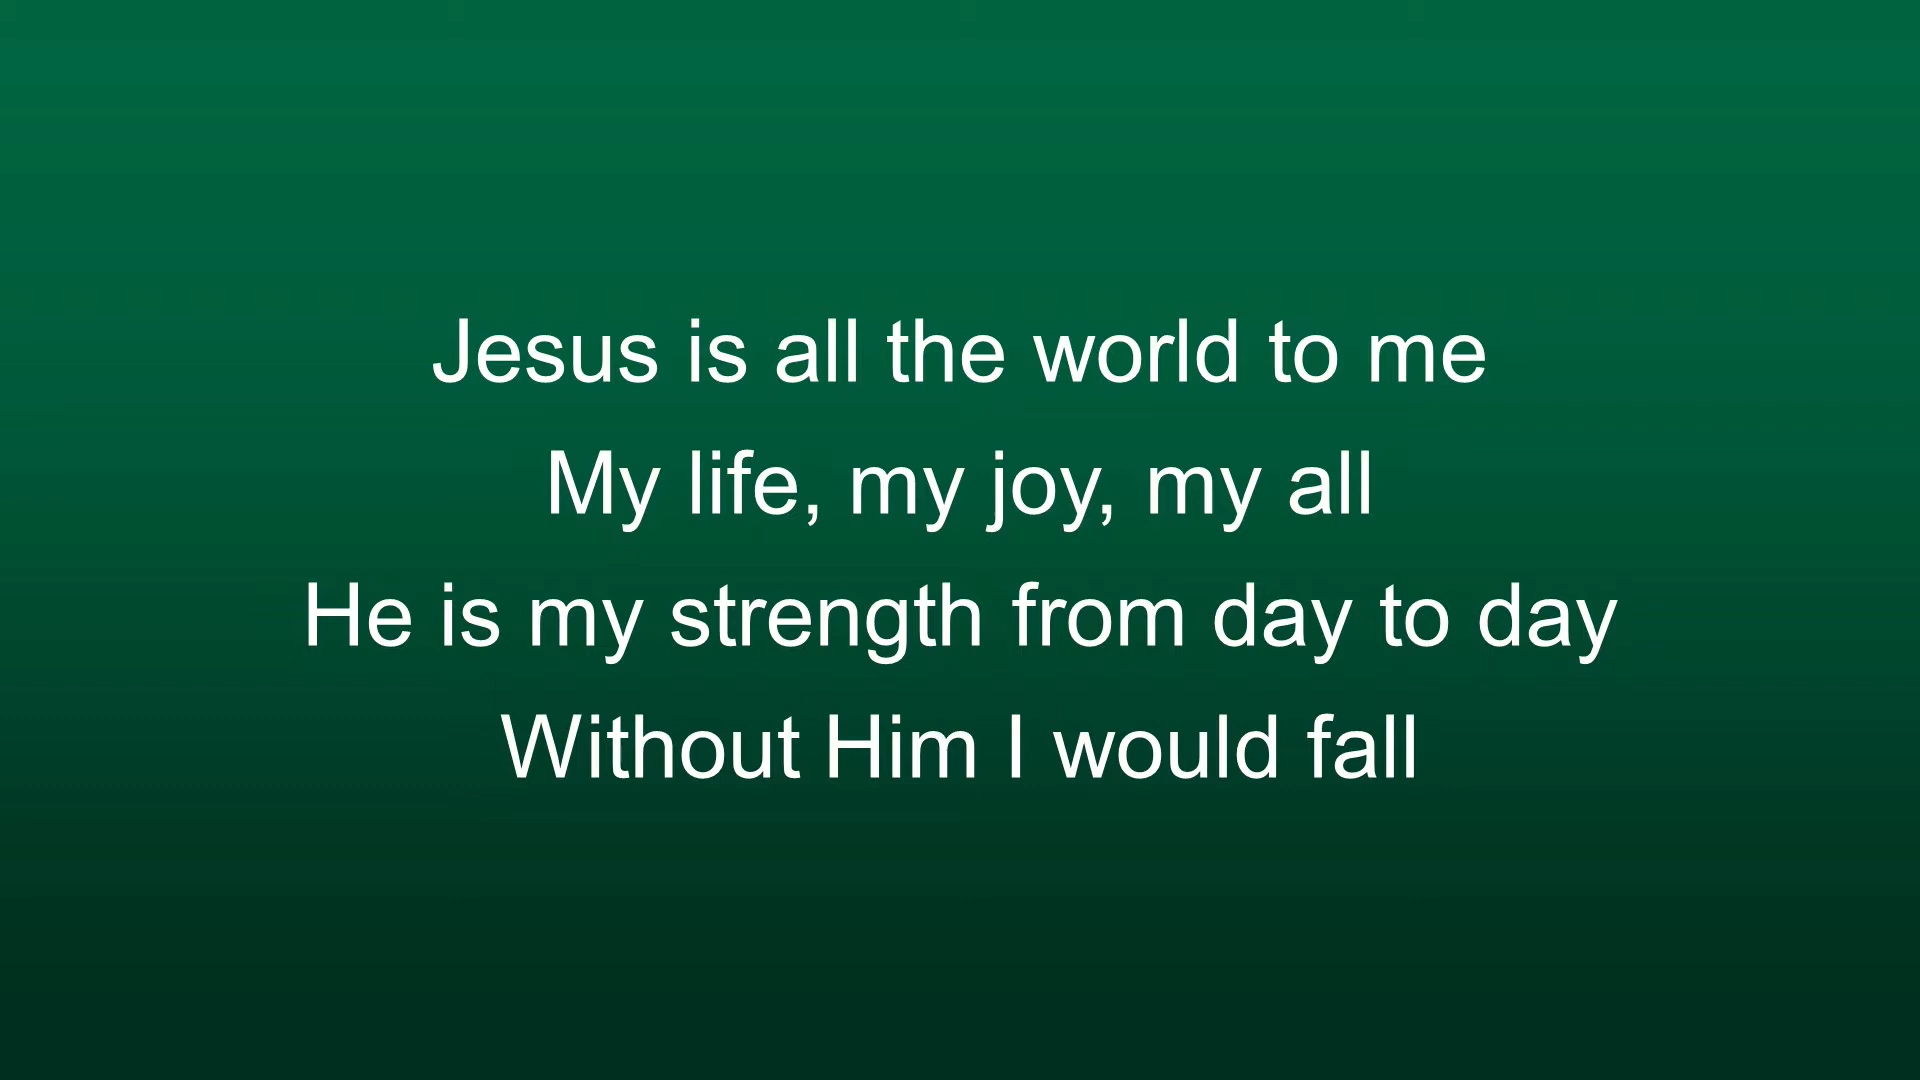 Jesus is all the world to me
My life, my joy, my all
He is my strength from day to day
Without Him I would fall